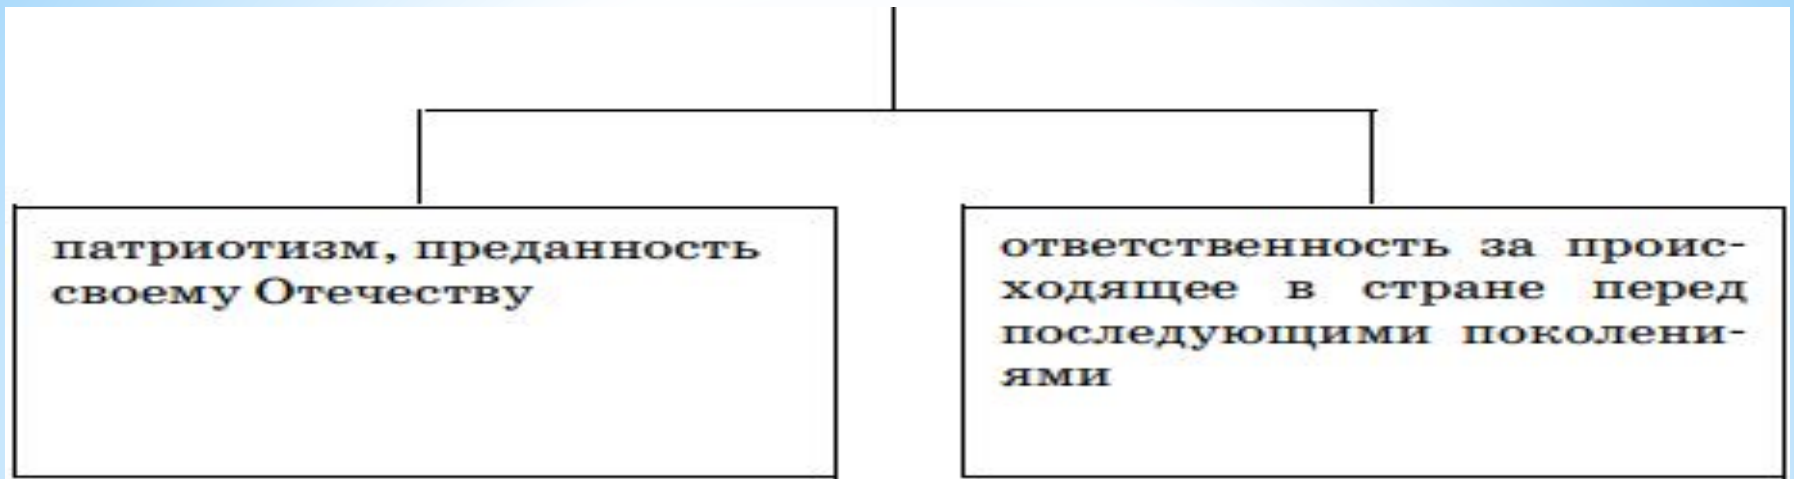 патриотизм, преданность
своему Отечеству
ответственность за проис-
ходящее в стране перед
последующими поколени-
ями